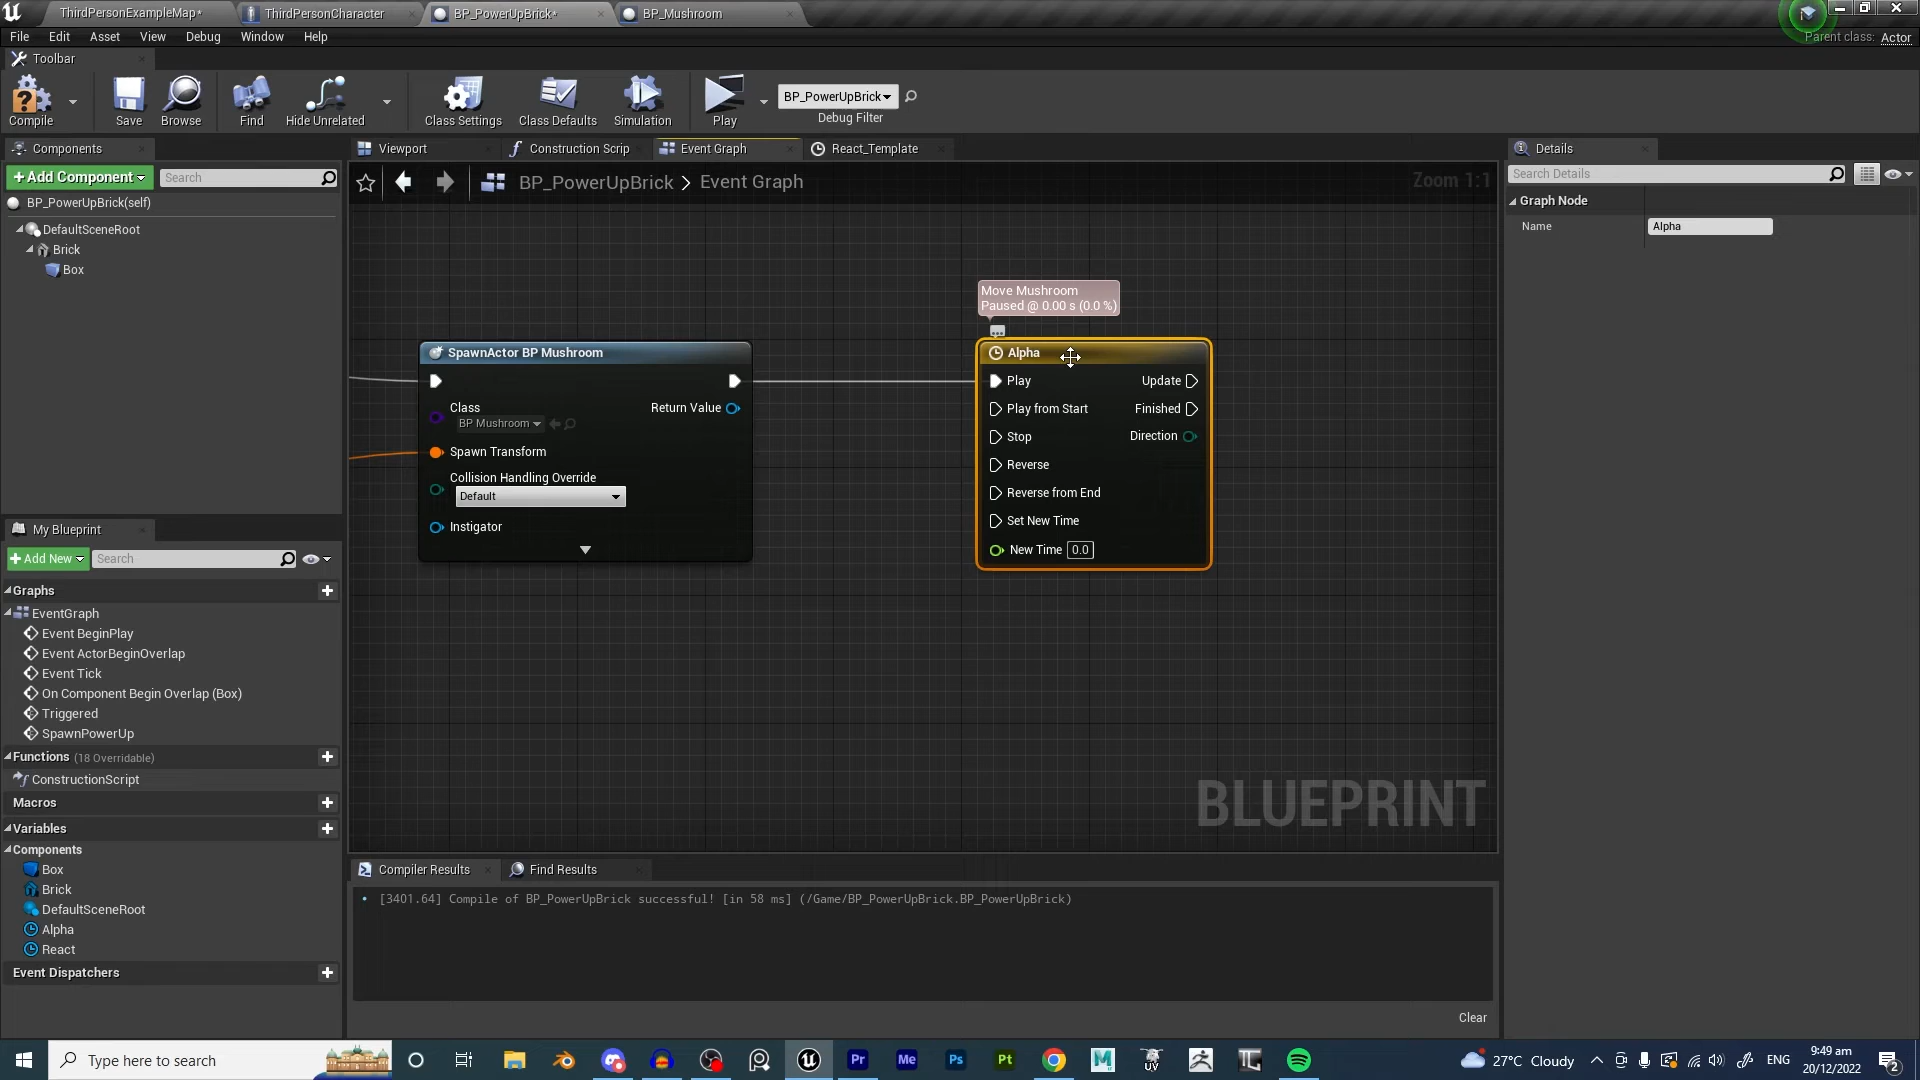 ThirdPersonExampleMap*
ThirdPersonCharacter
BP_PowerUpBrick*
BP_Mushroom
File Edit Asset View Debug Window Help
Parent class: Actor
Toolbar
Compile
Save
Browse
Find
Hide Unrelated
Class Settings
Class Defaults
Simulation
Play
BP_PowerUpBrick
Debug Filter
Components
+Add Component
Search
BP_PowerUpBrick(self)
DefaultSceneRoot
Brick
Box
My Blueprint
+Add New
Search
Graphs
EventGraph
Event BeginPlay
Event ActorBeginOverlap
Event Tick
On Component Begin Overlap (Box)
Triggered
SpawnPowerUp
Functions (18 Overridable)
ConstructionScript
Macros
Variables
Components
Box
Brick
DefaultSceneRoot
Alpha
React
Event Dispatchers
Viewport
Construction Scrip
Event Graph
React_Template
BP_PowerUpBrick > Event Graph
Zoom 1:1
SpawnActor BP Mushroom
Class
BP Mushroom
Return Value
Spawn Transform
Collision Handling Override
Default
Instigator
Move Mushroom
Paused @ 0.00 s (0.0 %)
Alpha
Play
Update
Play from Start
Finished
Stop
Direction
Reverse
Reverse from End
Set New Time
New Time 0.0
BLUEPRINT
Compiler Results
Find Results
[3401.64] Compile of BP_PowerUpBrick successful! [in 58 ms] (/Game/BP_PowerUpBrick.BP_PowerUpBrick)
Clear
Details
Search Details
Graph Node
Name
Alpha
Type here to search
Pr
Me
Ps
Pt
M
UV
27°C Cloudy
ENG
9:49 am
20/12/2022
2